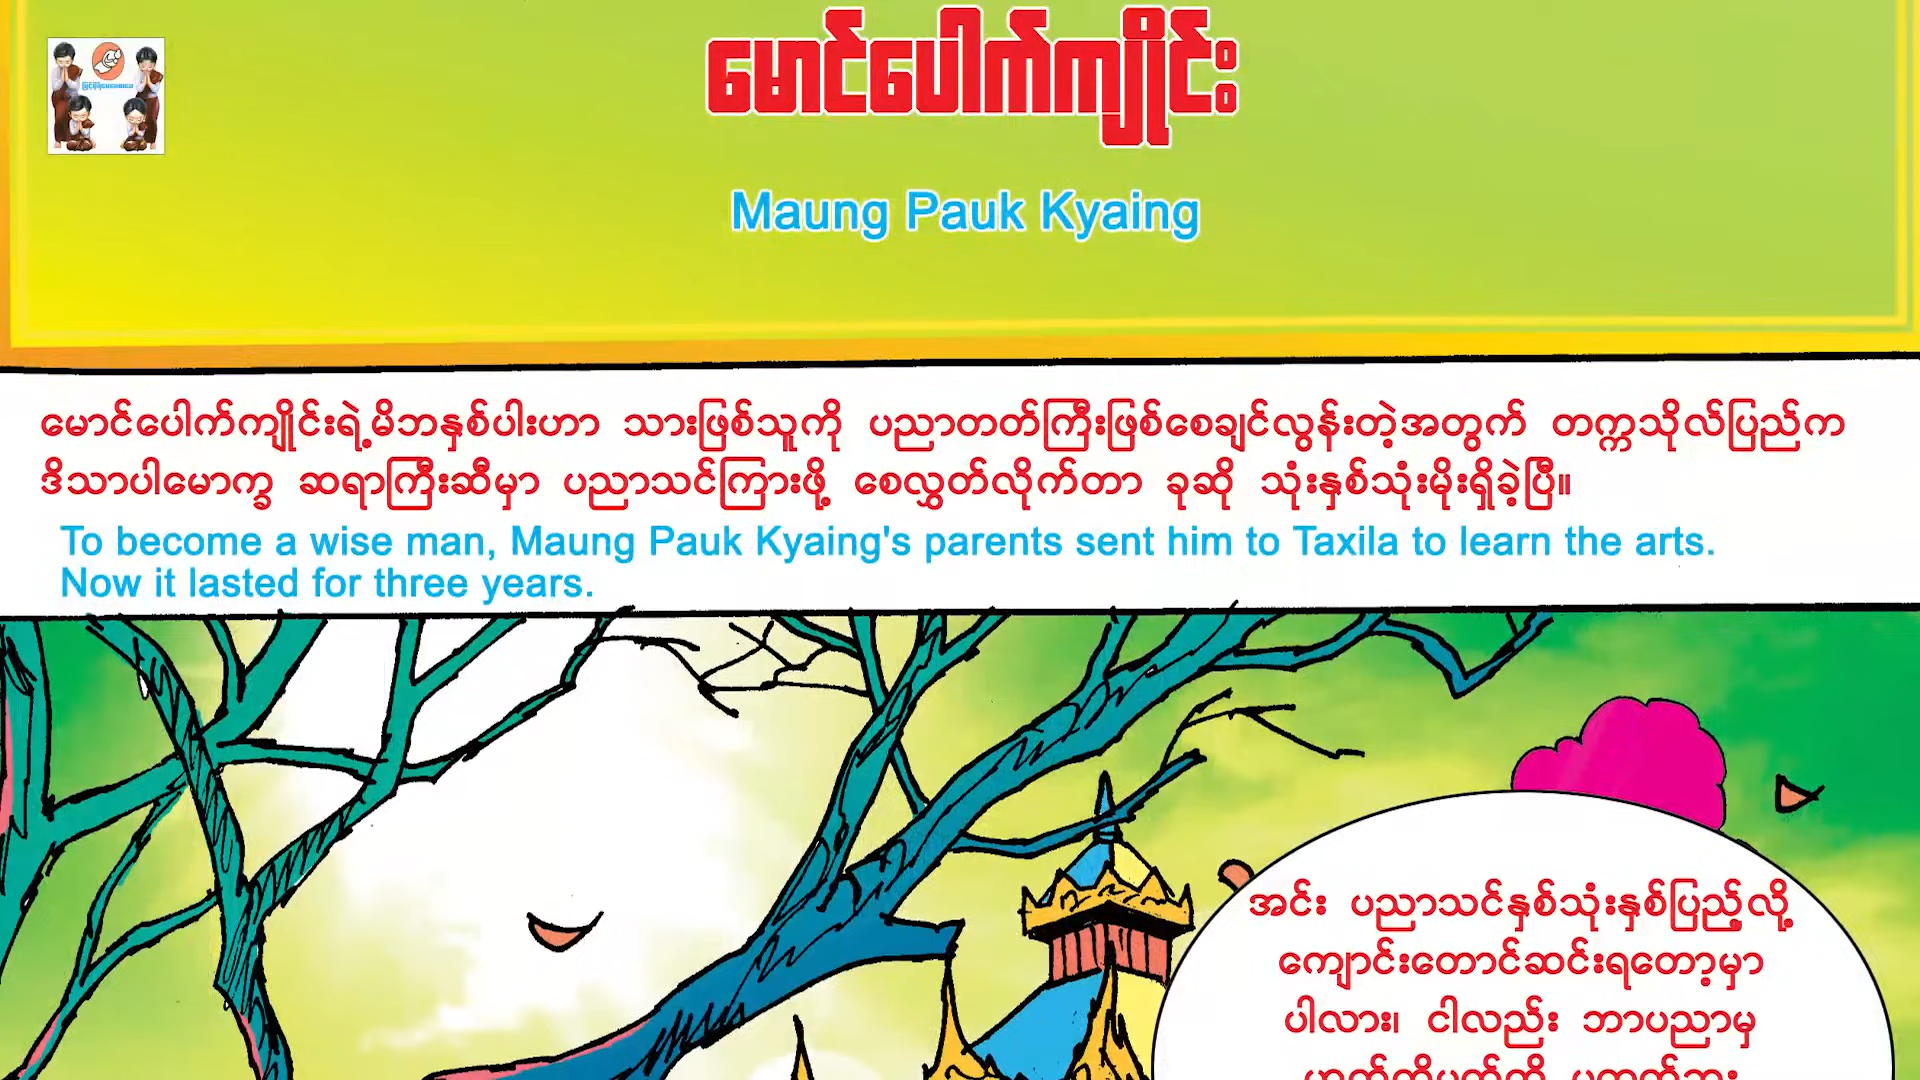 မောင်ပေါက်ကျိုင်း
Maung Pauk Kyaing
မောင်ပေါက်ကျိုင်းရဲ့မိဘနှစ်ပါးဟာ သားဖြစ်သူကို ပညာတတ်ကြီးဖြစ်စေချင်လွန်းတဲ့အတွက် တက္ကသိုလ်ပြည်က
ဒိသာပါမောက္ခ ဆရာကြီးဆီမှာ ပညာသင်ကြားဖို့ စေလွှတ်လိုက်တာ ခုဆို သုံးနှစ်သုံးမိုးရှိခဲ့ပြီ။
To become a wise man, Maung Pauk Kyaing's parents sent him to Taxila to learn the arts.
Now it lasted for three years.
အင်း ပညာသင်နှစ်သုံးနှစ်ပြည့်လို့
ကျောင်းတောင်ဆင်းရတော့မှာ
ပါလား၊ ငါလည်း ဘာပညာမှ